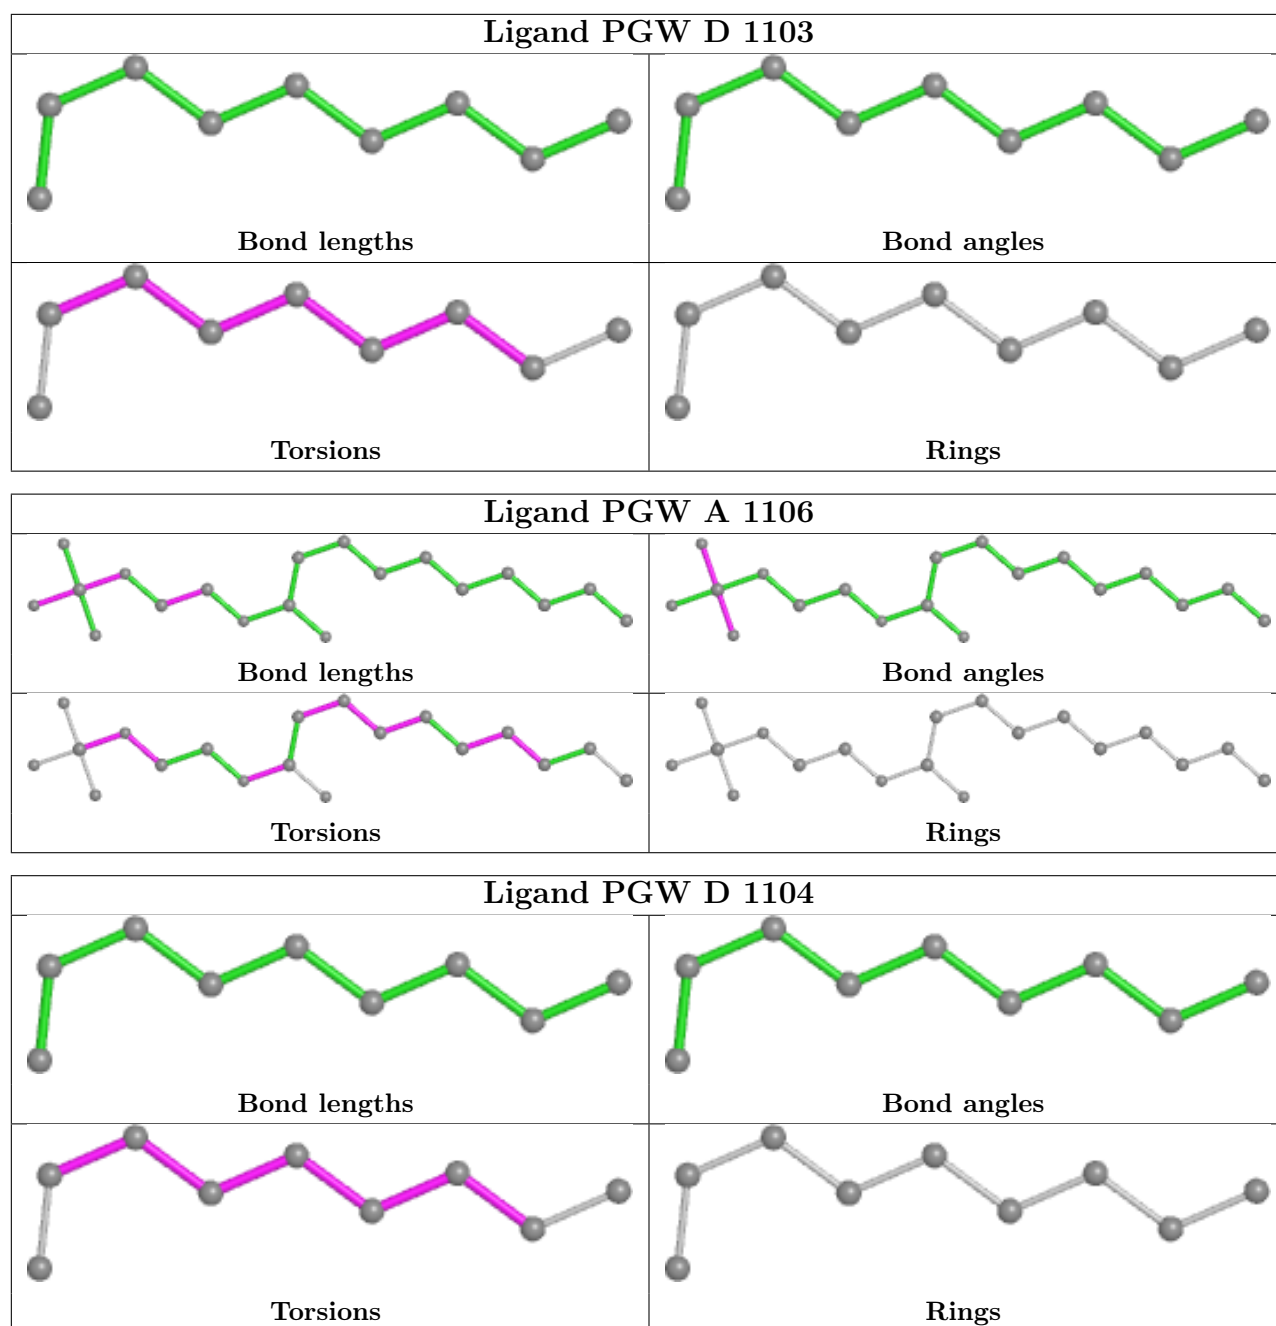 Ligand PGW D 1103
Bond lengths
Bond angles
Torsions
Rings
Ligand PGW A 1106
Bond lengths
Bond angles
Torsions
Rings
Ligand PGW D 1104
Bond lengths
Bond angles
Torsions
Rings